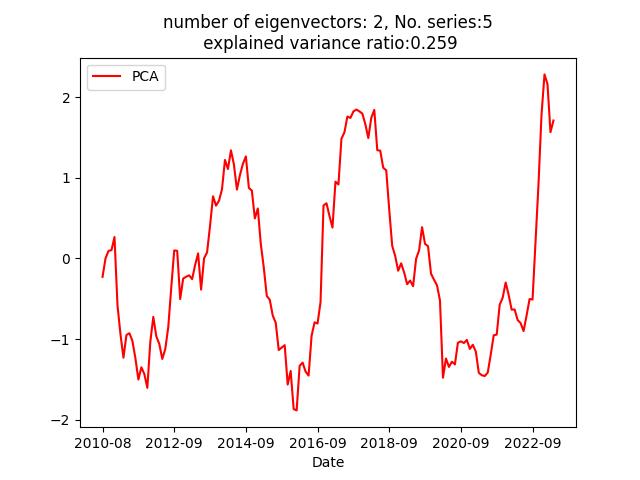 number of eigenvectors: 2, No. series:5
explained variance ratio:0.259
PCA
2
1
0
−1
−2
2010-08 2012-09 2014-09 2016-09 2018-09 2020-09 2022-09
Date